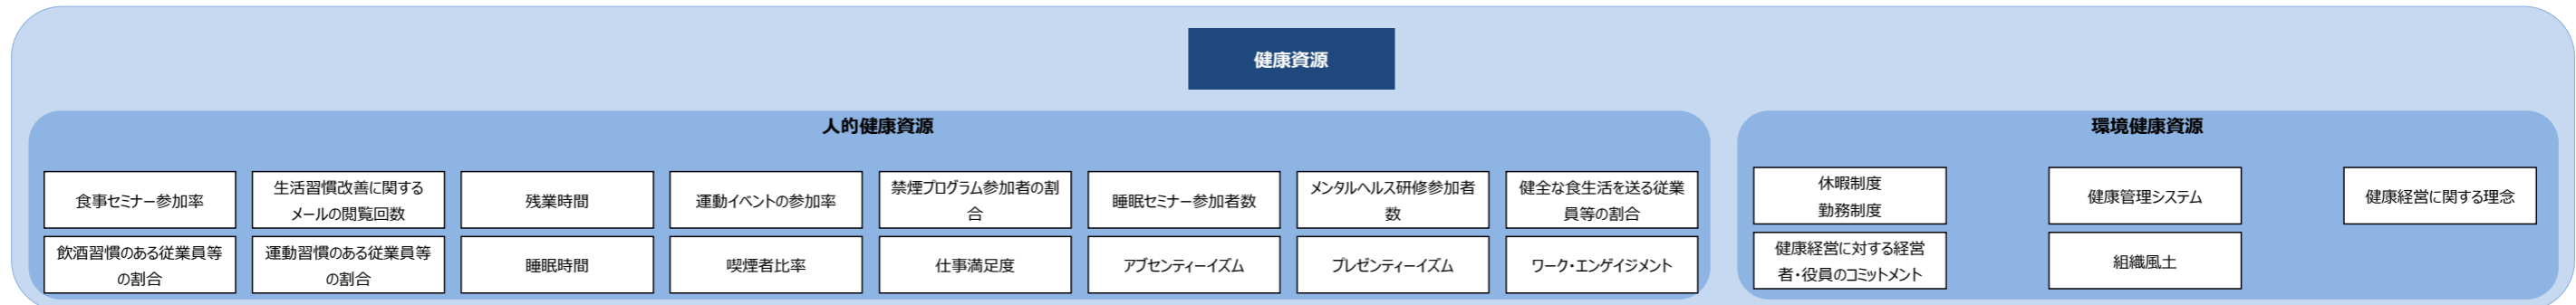 健康資源
人的健康資源
食事セミナー参加率
生活習慣改善に関する
メールの閲覧回数
残業時間
運動イベントの参加率
禁煙プログラム参加者の割
合
睡眠セミナー参加者数
メンタルヘルス研修参加者
数
健全な食生活を送る従業
員等の割合
飲酒習慣のある従業員等
の割合
運動習慣のある従業員等
の割合
睡眠時間
喫煙者比率
仕事満足度
アブセンティーイズム
プレゼンティーイズム
ワーク・エンゲイジメント
環境健康資源
休暇制度
勤務制度
健康管理システム
健康経営に関する理念
健康経営に対する経営
者・役員のコミットメント
組織風土